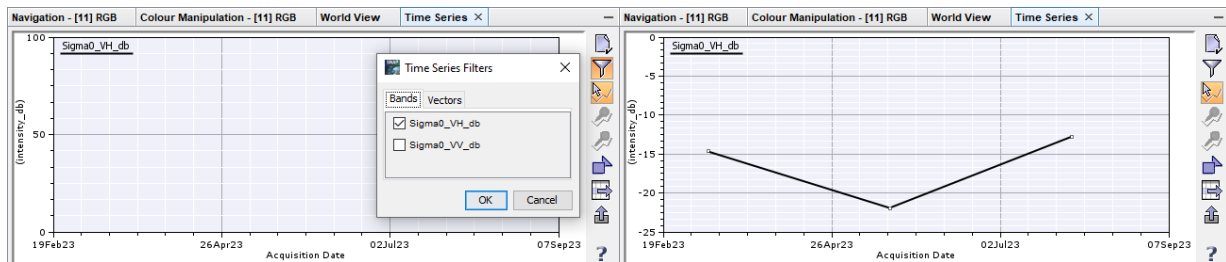 Navigation - [11] RGB Colour Manipulation - [11] RGB World View Time Series ×
100
Sigma0_VH_db
(intensity_db)
50
0
19Feb23 26Apr23 02Jul23 07Sep23
Acquisition Date
Time Series Filters
Bands Vectors
Sigma0_VH_db
Sigma0_VV_db
OK Cancel
?
Navigation - [11] RGB Colour Manipulation - [11] RGB World View Time Series ×
0
Sigma0_VH_db
-5
(intensity_db)
-10
-15
-20
-25
19Feb23 26Apr23 02Jul23 07Sep23
Acquisition Date
?